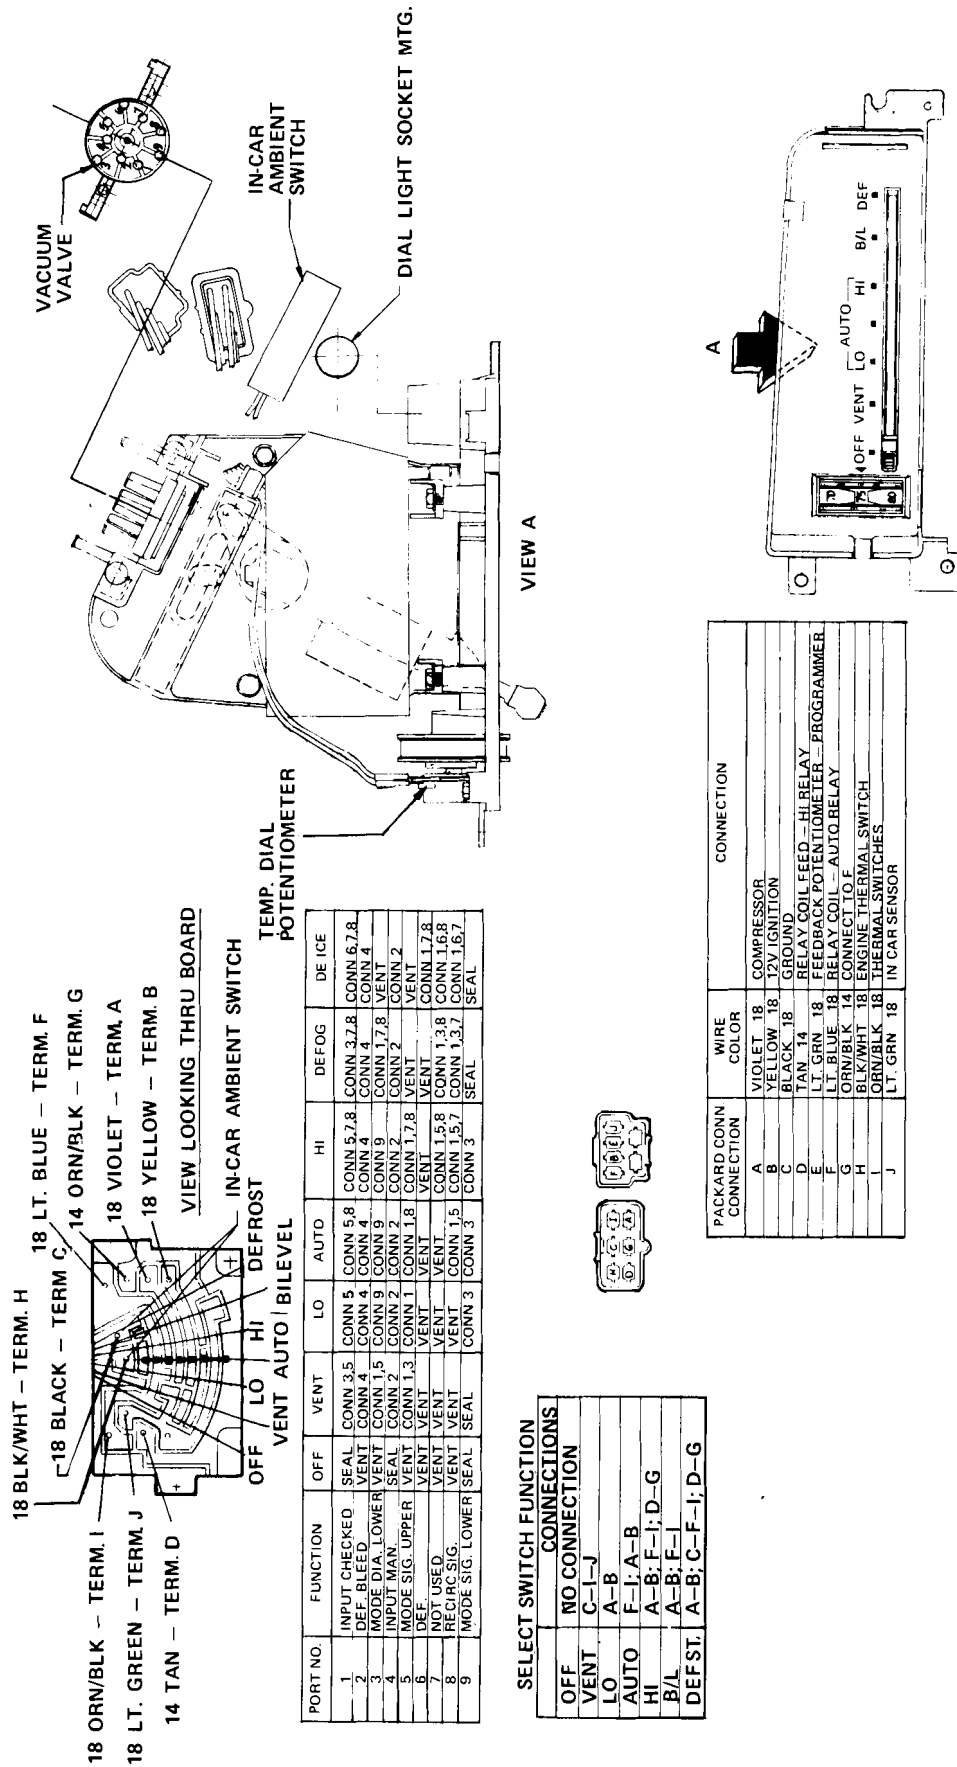 18 BLK/WHT – TERM. H
18 BLACK – TERM C
18 LT. BLUE – TERM. F
14 ORN/BLK – TERM. G
18 VIOLET – TERM. A
18 YELLOW – TERM. B
VIEW LOOKING THRU BOARD
IN-CAR AMBIENT SWITCH
18 ORN/BLK – TERM. I
18 LT. GREEN – TERM. J
14 TAN – TERM. D
OFF
VENT
LO
AUTO
HI
BILEVEL
DEFROST
VACUUM
VALVE
IN-CAR
AMBIENT
SWITCH
DIAL LIGHT SOCKET MTG.
TEMP. DIAL
POTENTIOMETER
VIEW A
PORT NO. FUNCTION OFF VENT LO AUTO HI DEFOG DE ICE
1 INPUT CHECKED SEAL CONN 3,5 CONN 5 CONN 5,8 CONN 5,7,8 CONN 3,7,8 CONN 6,7,8
2 DEF. BLEED VENT CONN 4 CONN 4 CONN 4 CONN 4 CONN 4 CONN 4
3 MODE DIA. LOWER VENT CONN 1,5 CONN 9 CONN 9 CONN 9 CONN 1,7,8 VENT
4 INPUT MAN. SEAL CONN 2 CONN 2 CONN 2 CONN 2 CONN 2 CONN 2
5 MODE SIG. UPPER VENT CONN 1,3 CONN 1 CONN 1,8 CONN 1,7,8 VENT VENT
6 DEF. VENT VENT VENT VENT VENT VENT CONN 1,7,8
7 NOT USED VENT VENT VENT VENT CONN 1,5,8 CONN 1,3,8 CONN 1,6,8
8 RECIRC SIG. VENT VENT VENT CONN 1,5 CONN 1,5,7 CONN 1,3,7 CONN 1,6,7
9 MODE SIG. LOWER SEAL SEAL CONN 3 CONN 3 CONN 3 SEAL SEAL
SELECT SWITCH FUNCTION
CONNECTIONS
OFF NO CONNECTION
VENT C–I–J
LO A–B
AUTO F–I; A–B
HI A–B; F–I; D–G
B/L A–B; F–I
DEFST. A–B; C–F–I; D–G
PACKARD CONN CONNECTION WIRE COLOR CONNECTION
A VIOLET 18 COMPRESSOR
B YELLOW 18 12V IGNITION
C BLACK 18 GROUND
D TAN 14 RELAY COIL FEED – HI RELAY
E LT. GRN 18 FEEDBACK POTENTIOMETER – PROGRAMMER
F LT. BLUE 18 RELAY COIL – AUTO RELAY
G ORN/BLK 14 CONNECT TO F
H BLK/WHT 18 ENGINE THERMAL SWITCH
I ORN/BLK 18 THERMAL SWITCHES
J LT. GRN 18 IN CAR SENSOR
A
OFF VENT LO AUTO HI B/L DEF
70
75
80